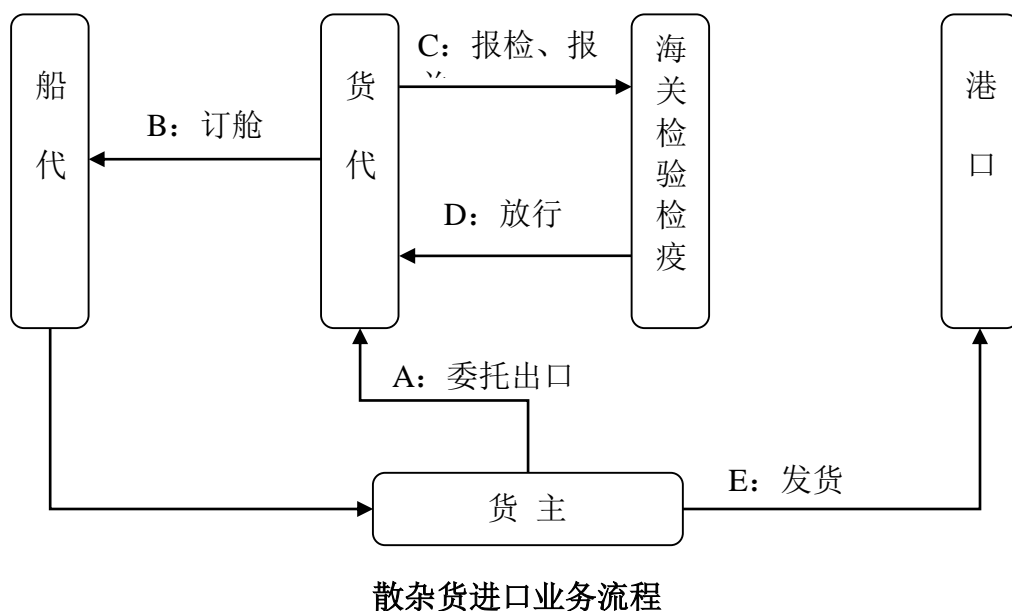 船代
货代
C：报检、报
海关检验检疫
港口
B：订舱
D：放行
A：委托出口
货 主
E：发货
散杂货进口业务流程